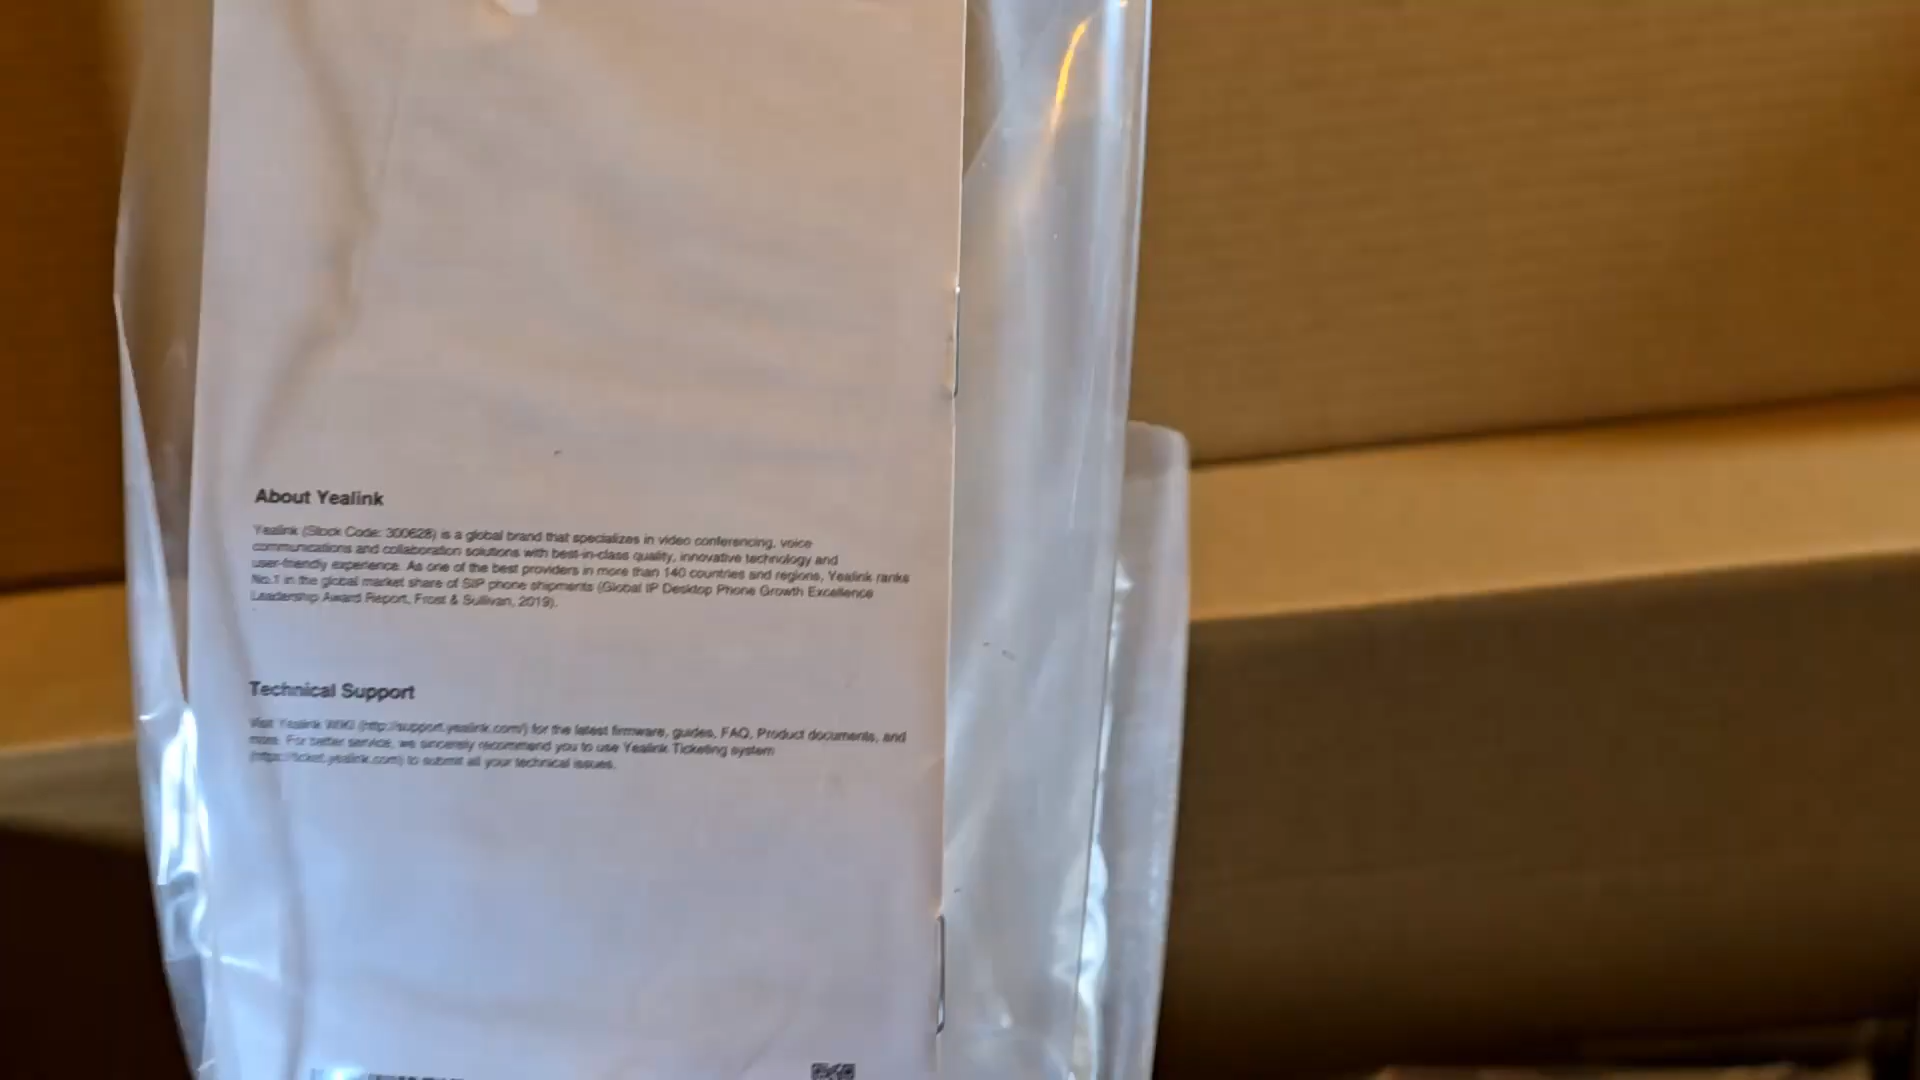 About Yealink
Yealink (Stock Code: 300628) is a global brand that specializes in video conferencing, voice
communications and collaboration solutions with best-in-class quality, innovative technology and
user-friendly experience. As one of the best providers in more than 140 countries and regions, Yealink ranks
No.1 in the global market share of SIP phone shipments (Global IP Desktop Phone Growth Excellence
Leadership Award Report, Frost & Sullivan, 2019).
Technical Support
Visit Yealink WIKI (http://support.yealink.com/) for the latest firmware, guides, FAQ, Product documents, and
more. For better service, we sincerely recommend you to use Yealink Ticketing system
(https://ticket.yealink.com) to submit all your technical issues.